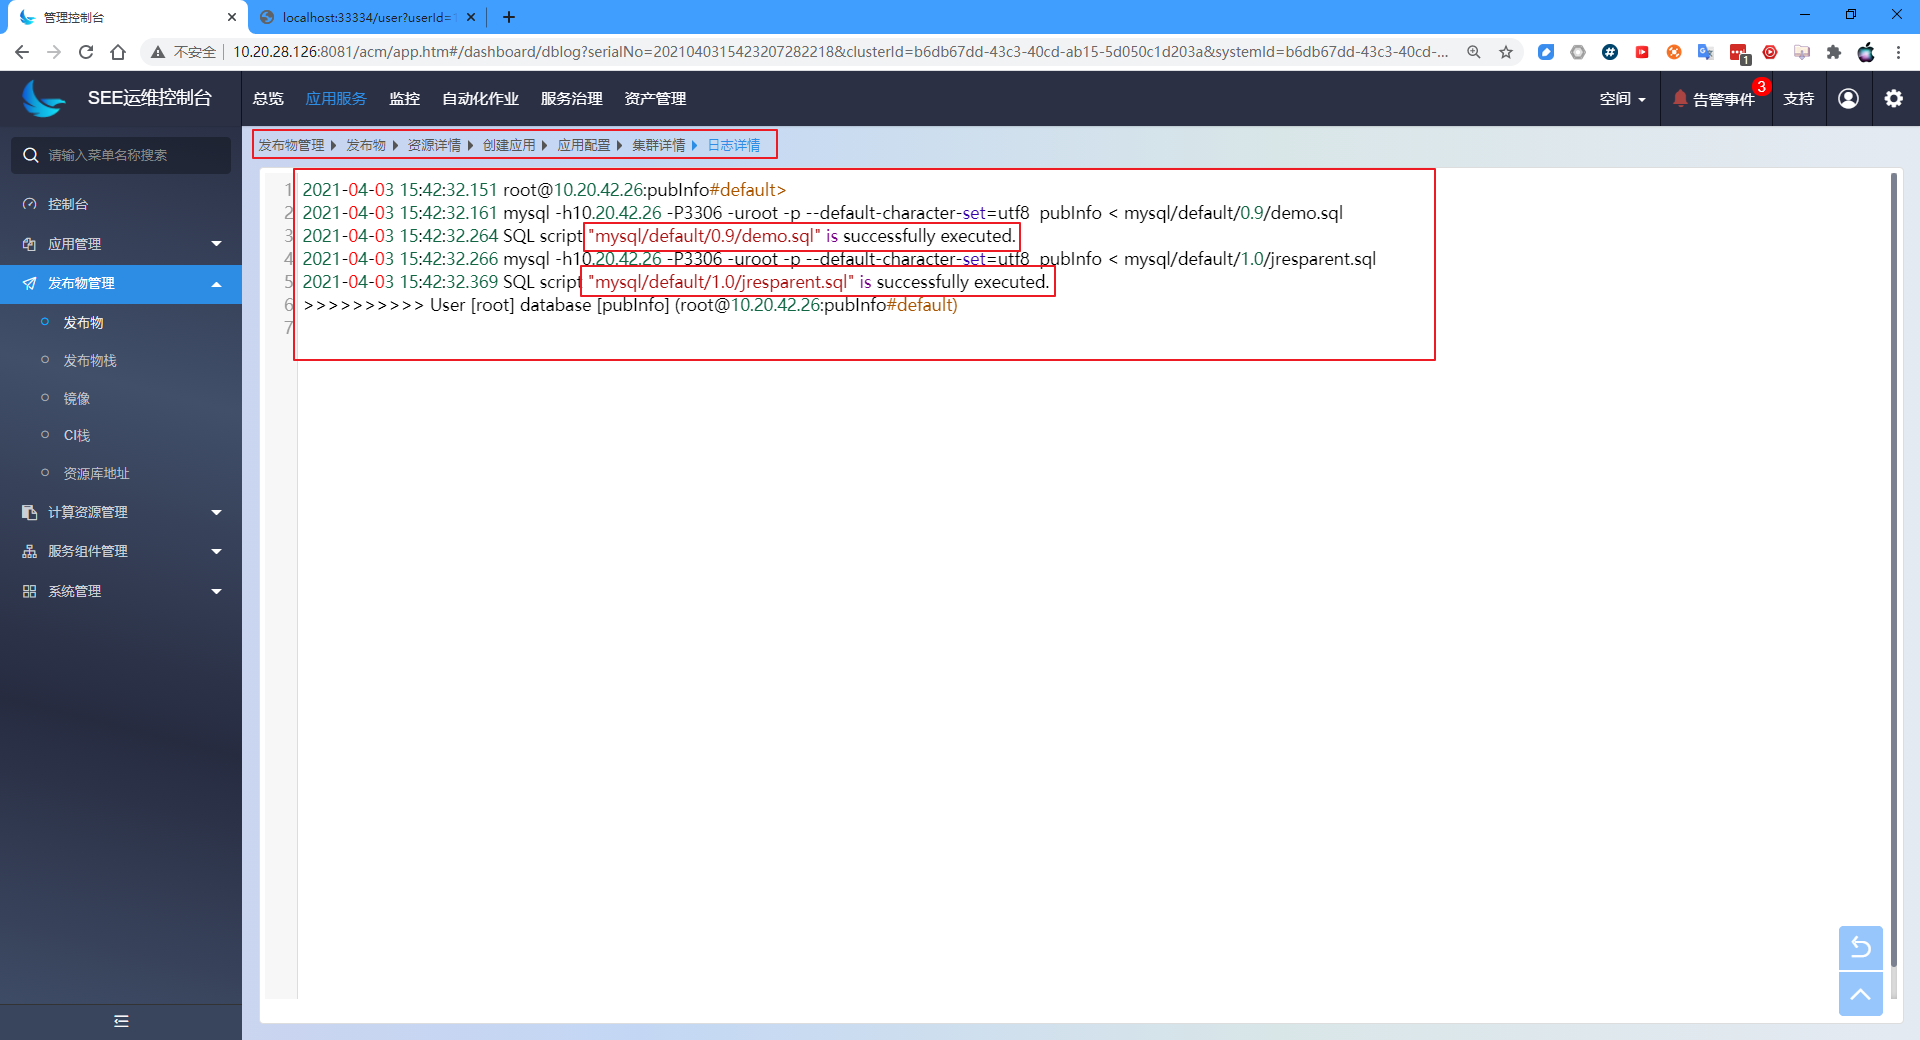 管理控制台
localhost:33334/user?userId=
不安全
10.20.28.126:8081/acm/app.htm#/dashboard/dblog?serialNo=2021040315423207282218&clusterId=b6db67dd-43c3-40cd-ab15-5d050c1d203a&systemId=b6db67dd-43c3-40cd-...
1
SEE运维控制台
总览 应用服务 监控 自动化作业 服务治理 资产管理
空间 告警事件 3 支持
请输入菜单名称搜索
控制台
应用管理
发布物管理
发布物
发布物栈
镜像
CI栈
资源库地址
计算资源管理
服务组件管理
系统管理
发布物管理 发布物 资源详情 创建应用 应用配置 集群详情 日志详情
1 2021-04-03 15:42:32.151 root@10.20.42.26:pubInfo#default>
2 2021-04-03 15:42:32.161 mysql -h10.20.42.26 -P3306 -uroot -p --default-character-set=utf8  pubInfo < mysql/default/0.9/demo.sql
3 2021-04-03 15:42:32.264 SQL script "mysql/default/0.9/demo.sql" is successfully executed.
4 2021-04-03 15:42:32.266 mysql -h10.20.42.26 -P3306 -uroot -p --default-character-set=utf8  pubInfo < mysql/default/1.0/jresparent.sql
5 2021-04-03 15:42:32.369 SQL script "mysql/default/1.0/jresparent.sql" is successfully executed.
6 >>>>>>>>>> User [root] database [pubInfo] (root@10.20.42.26:pubInfo#default)
7